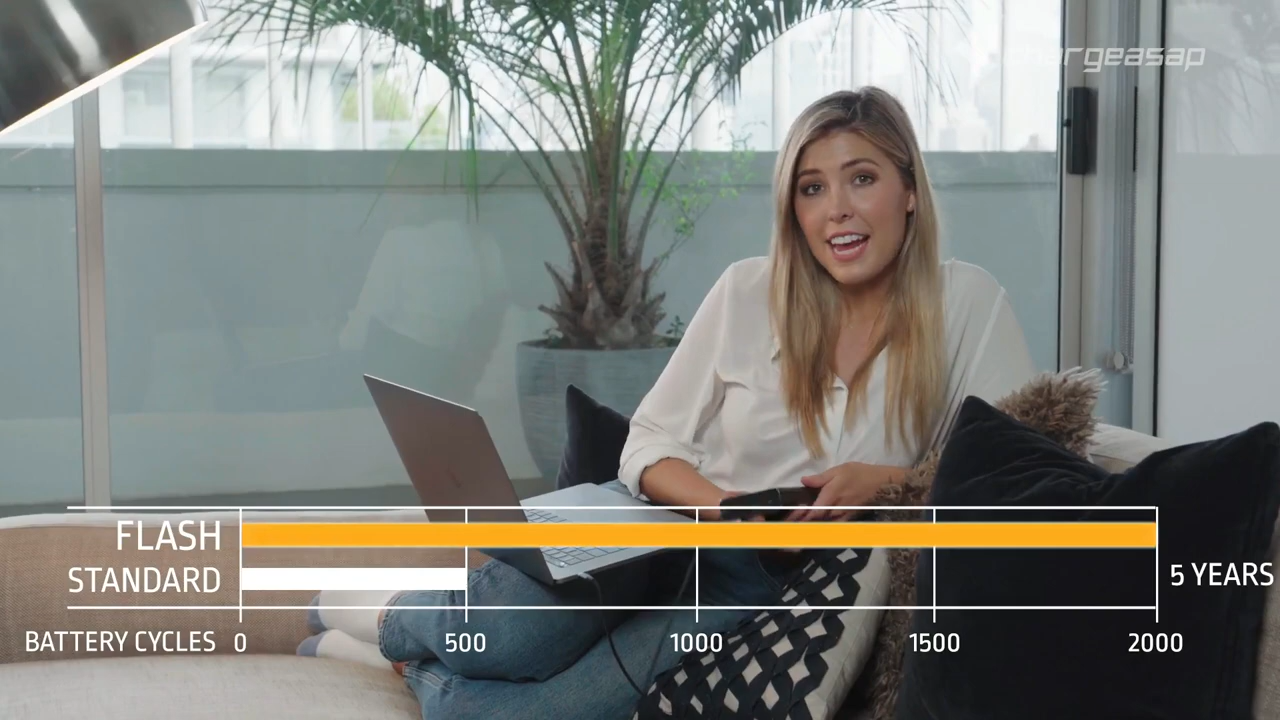 chargeasap
FLASH
STANDARD
5 YEARS
BATTERY CYCLES 0 500 1000 1500 2000